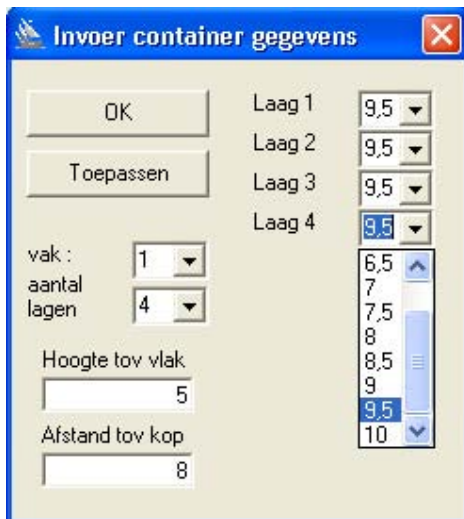 Invoer container gegevens
OK
Toepassen
vak :
1
aantal
lagen
4
Hoogte tov vlak
5
Afstand tov kop
8
Laag 1
9,5
Laag 2
9,5
Laag 3
9,5
Laag 4
9,5
6,5
7
7,5
8
8,5
9
9,5
10